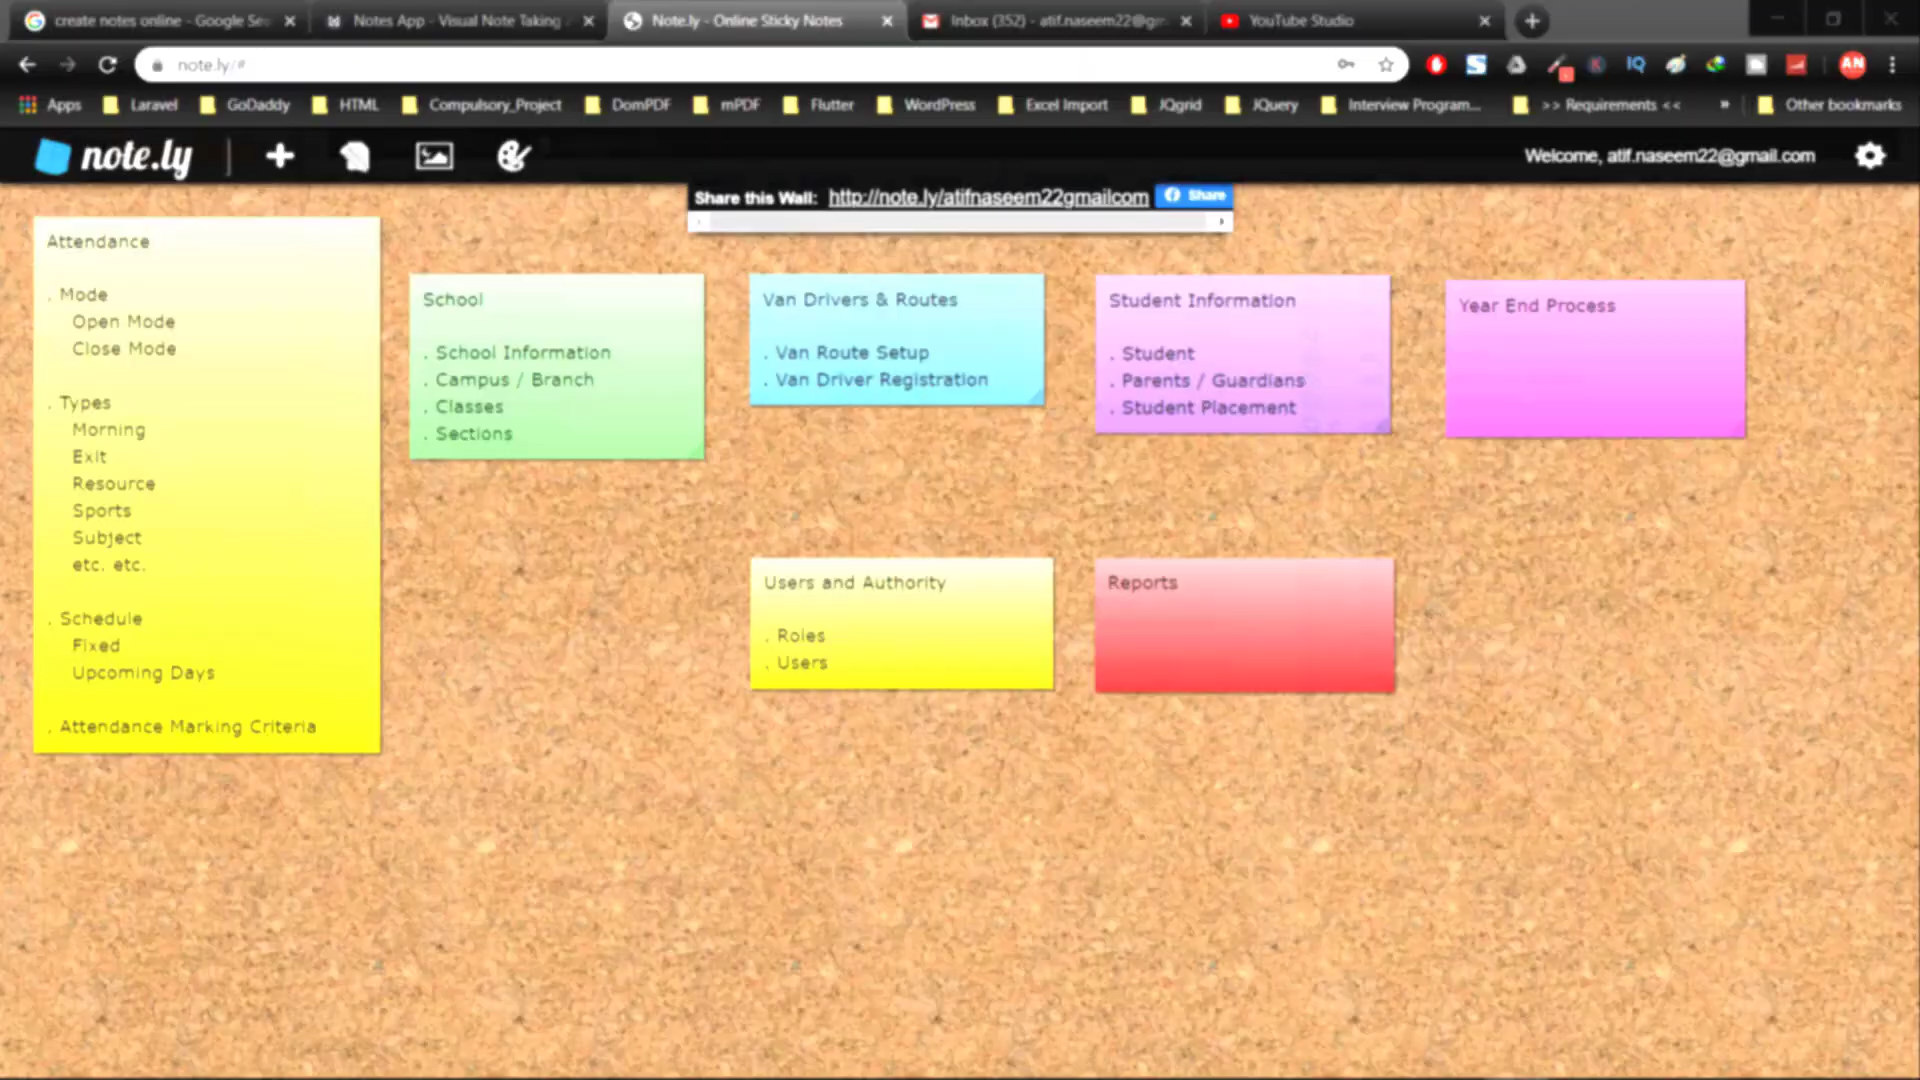 create notes online - Google Se
Notes App - Visual Note Taking
Note.ly - Online Sticky Notes
Inbox (352) - atif.naseem22@gm
YouTube Studio
note.ly/#
Apps
Laravel
GoDaddy
HTML
Compulsory_Project
DomPDF
mPDF
Flutter
WordPress
Excel Import
JQgrid
JQuery
Interview Program...
>> Requirements <<
»
Other bookmarks
IQ
AN
note.ly
Welcome, atif.naseem22@gmail.com
Share this Wall: http://note.ly/atifnaseem22gmailcom Share
Attendance
. Mode
Open Mode
Close Mode
. Types
Morning
Exit
Resource
Sports
Subject
etc. etc.
. Schedule
Fixed
Upcoming Days
. Attendance Marking Criteria
School
. School Information
. Campus / Branch
. Classes
. Sections
Van Drivers & Routes
. Van Route Setup
. Van Driver Registration
Student Information
. Student
. Parents / Guardians
. Student Placement
Year End Process
Users and Authority
. Roles
. Users
Reports